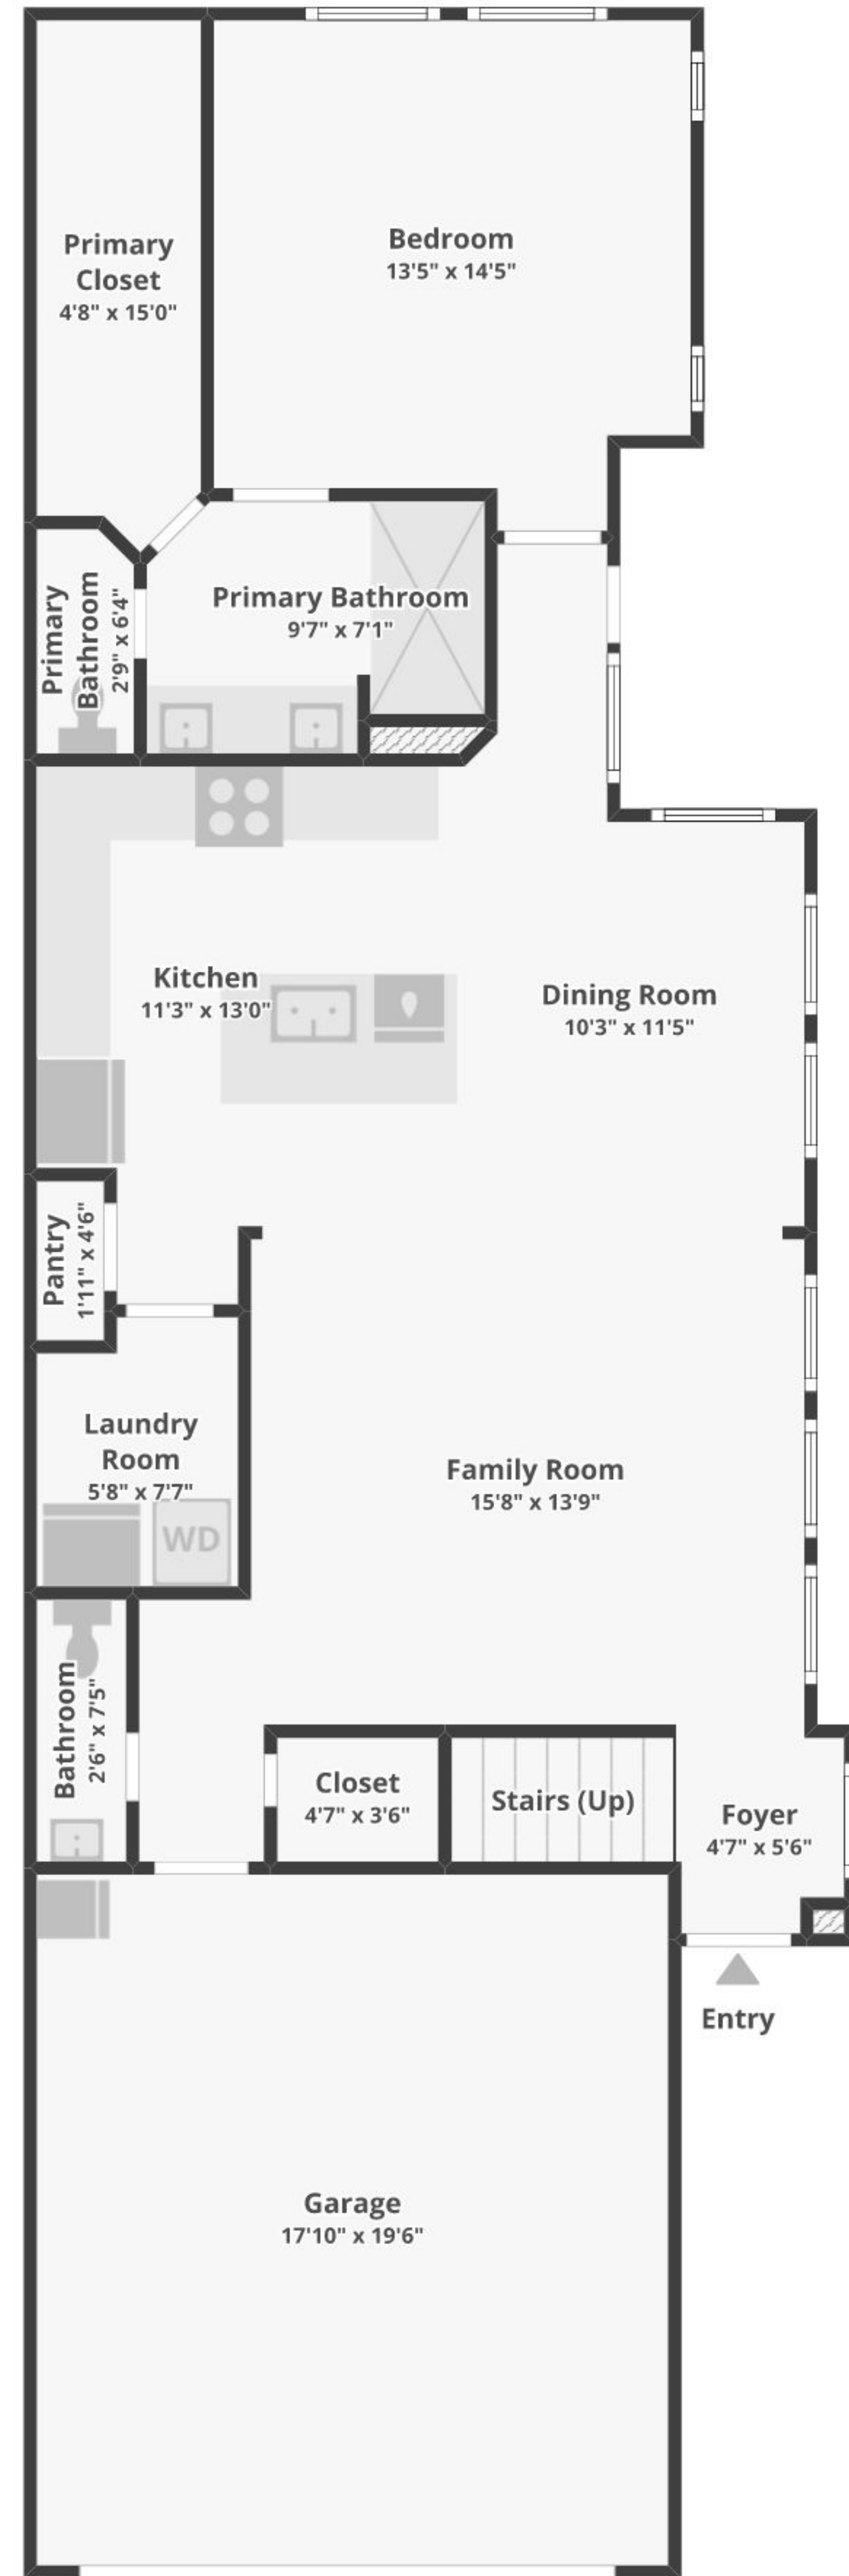 Primary
Closet
4'8" x 15'0"
Bedroom
13'5" x 14'5"
Primary
Bathroom
2'9" x 6'4"
Primary Bathroom
9'7" x 7'1"
Kitchen
11'3" x 13'0"
Dining Room
10'3" x 11'5"
Pantry
1'11" x 4'6"
Laundry
Room
5'8" x 7'7"
WD
Family Room
15'8" x 13'9"
Bathroom
2'6" x 7'5"
Closet
4'7" x 3'6"
Stairs (Up)
Foyer
4'7" x 5'6"
Entry
Garage
17'10" x 19'6"